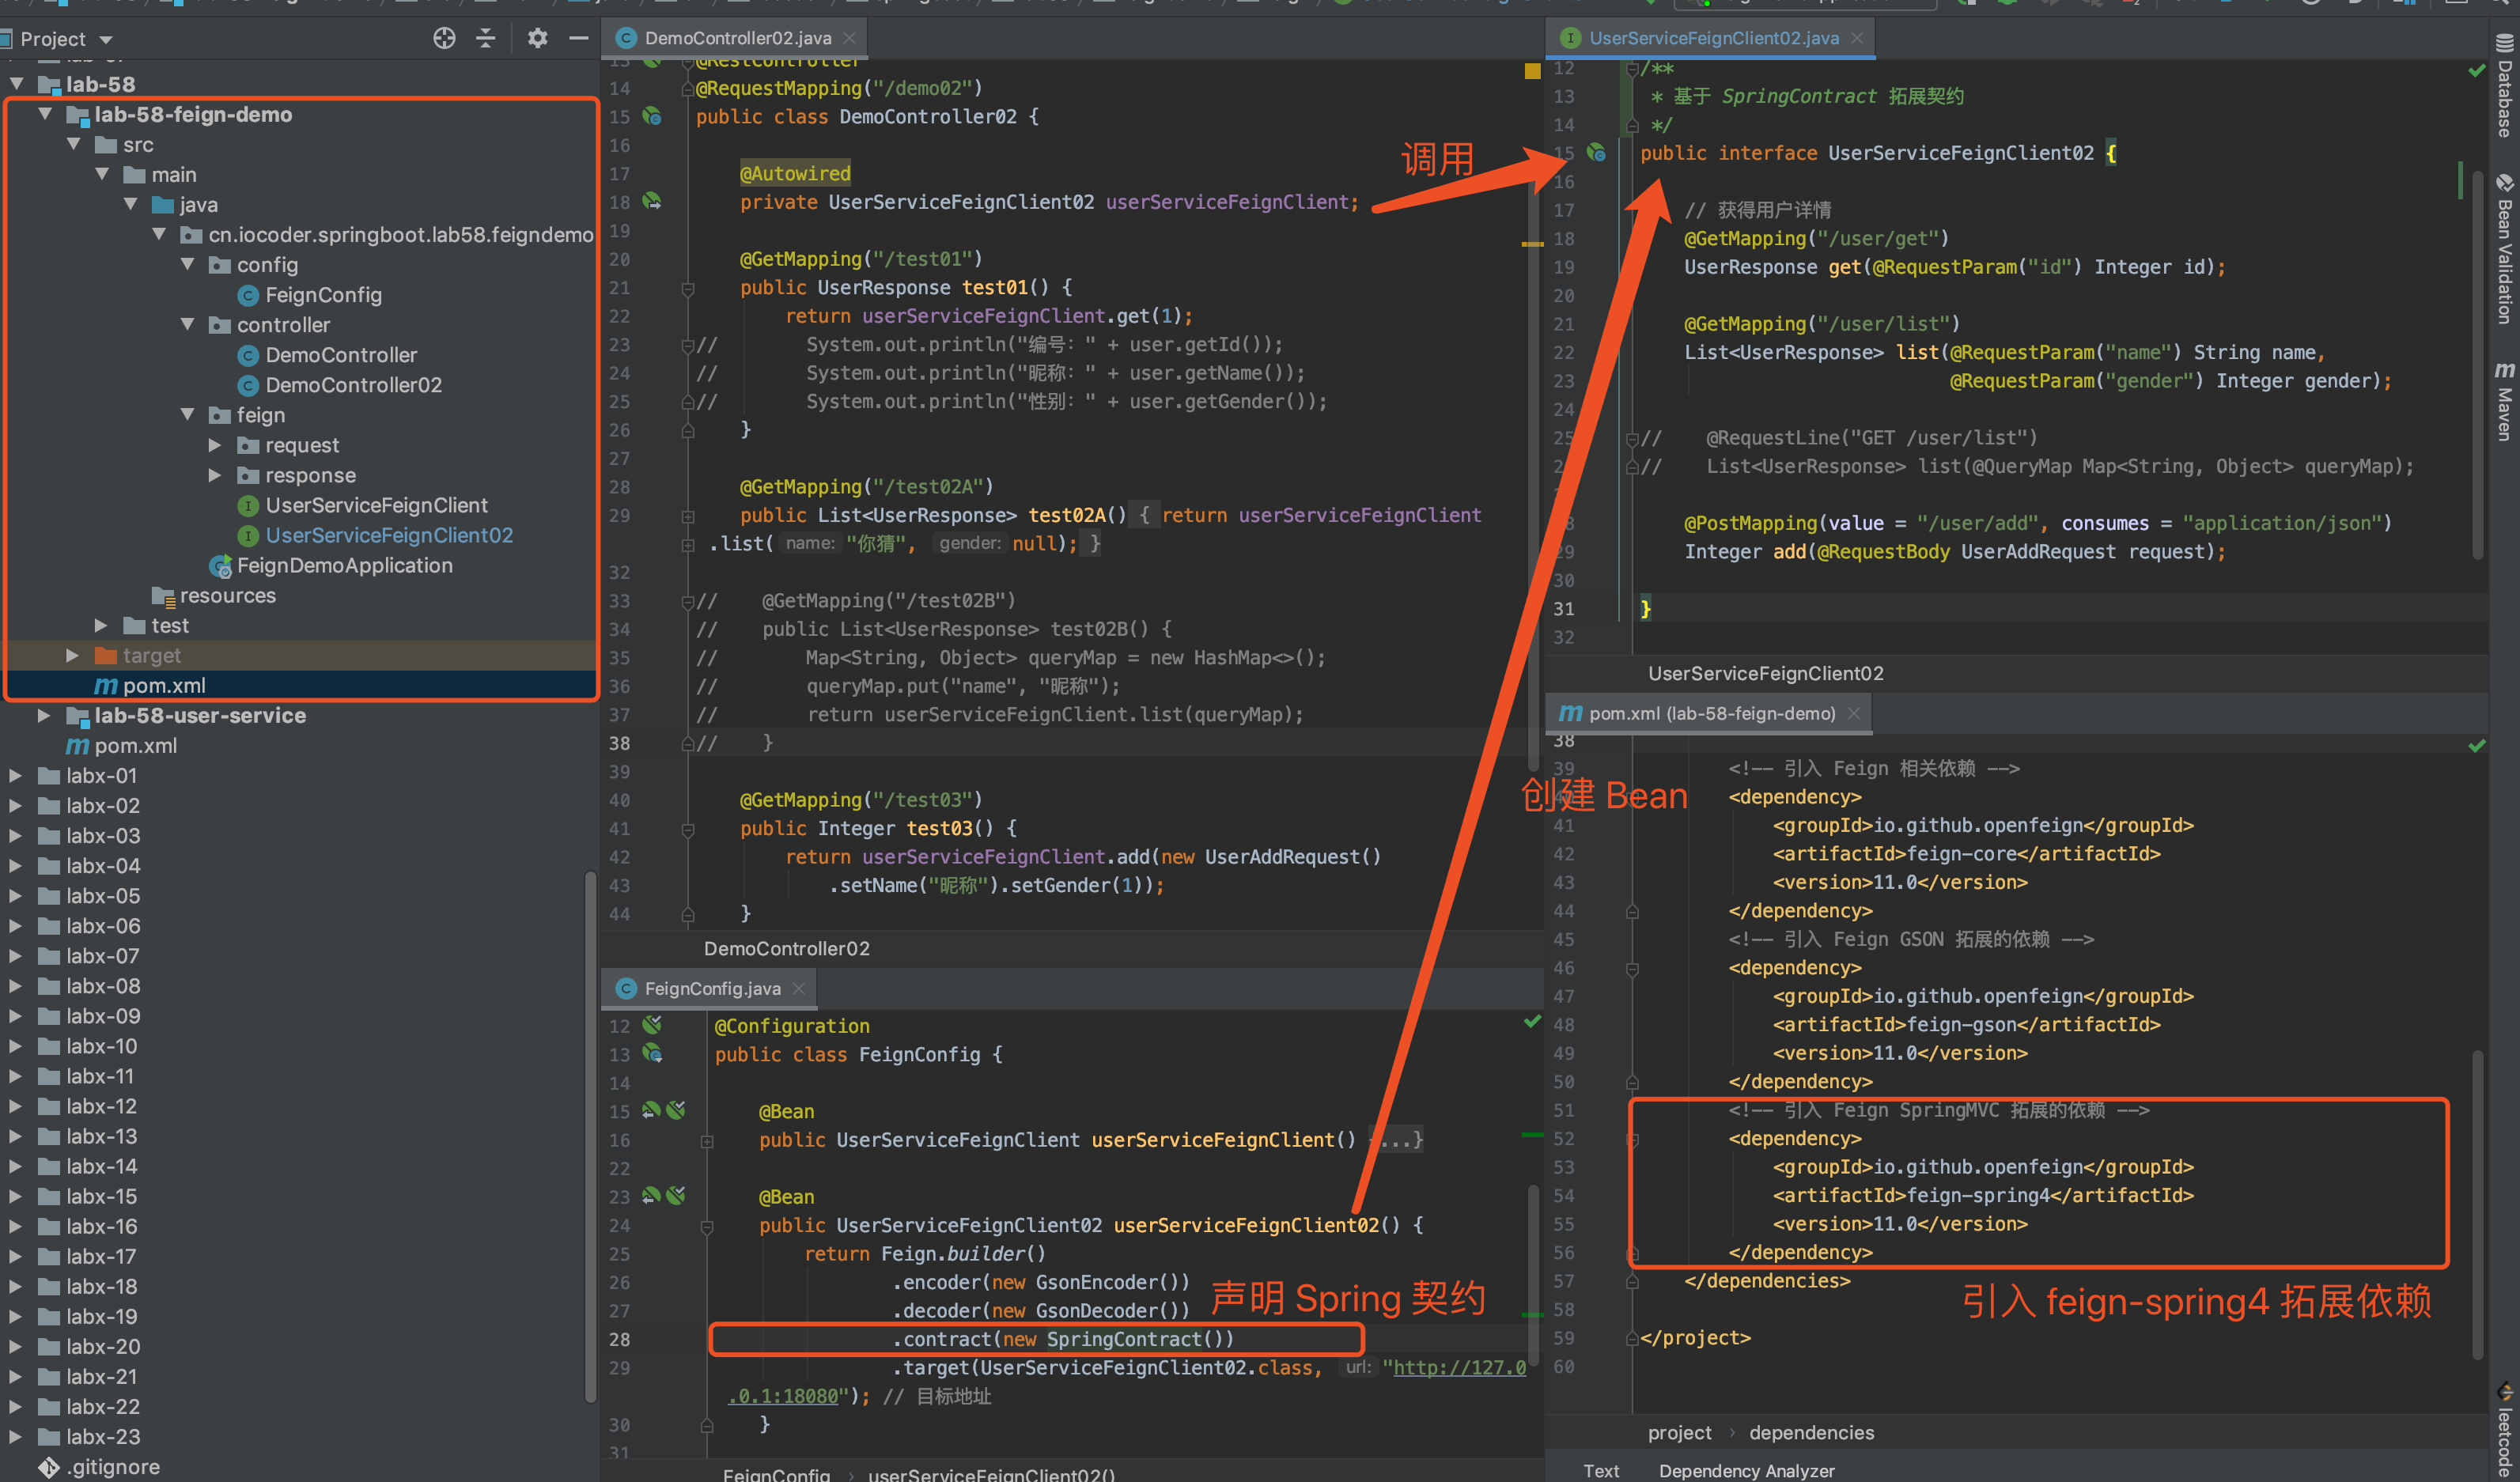 Project
lab-58
lab-58-feign-demo
src
main
java
cn.iocoder.springboot.lab58.feigndemo
config
FeignConfig
controller
DemoController
DemoController02
feign
request
response
UserServiceFeignClient
UserServiceFeignClient02
FeignDemoApplication
resources
test
target
pom.xml
lab-58-user-service
pom.xml
labx-01
labx-02
labx-03
labx-04
labx-05
labx-06
labx-07
labx-08
labx-09
labx-10
labx-11
labx-12
labx-13
labx-14
labx-15
labx-16
labx-17
labx-18
labx-19
labx-20
labx-21
labx-22
labx-23
.gitignore
DemoController02.java
13 @RestController
14 @RequestMapping("/demo02")
15 public class DemoController02 {
16
17 @Autowired
18 private UserServiceFeignClient02 userServiceFeignClient;
19
20 @GetMapping("/test01")
21 public UserResponse test01() {
22 return userServiceFeignClient.get(1);
23 // System.out.println("编号：" + user.getId());
24 // System.out.println("昵称：" + user.getName());
25 // System.out.println("性别：" + user.getGender());
26 }
27
28 @GetMapping("/test02A")
29 public List<UserResponse> test02A() { return userServiceFeignClient
.list( name: "你猜", gender: null); }
32
33 // @GetMapping("/test02B")
34 // public List<UserResponse> test02B() {
35 // Map<String, Object> queryMap = new HashMap<>();
36 // queryMap.put("name", "昵称");
37 // return userServiceFeignClient.list(queryMap);
38 // }
39
40 @GetMapping("/test03")
41 public Integer test03() {
42 return userServiceFeignClient.add(new UserAddRequest()
43 .setName("昵称").setGender(1));
44 }
DemoController02
FeignConfig.java
12 @Configuration
13 public class FeignConfig {
14
15 @Bean
16 public UserServiceFeignClient userServiceFeignClient() {...}
22
23 @Bean
24 public UserServiceFeignClient02 userServiceFeignClient02() {
25 return Feign.builder()
26 .encoder(new GsonEncoder())
27 .decoder(new GsonDecoder())
声明 Spring 契约
28 .contract(new SpringContract())
29 .target(UserServiceFeignClient02.class, url: "http://127.0
.0.1:18080"); // 目标地址
30 }
31
FeignConfig › userServiceFeignClient02()
调用
创建 Bean
UserServiceFeignClient02.java
12 /**
13 * 基于 SpringContract 拓展契约
14 */
15 public interface UserServiceFeignClient02 {
16
17 // 获得用户详情
18 @GetMapping("/user/get")
19 UserResponse get(@RequestParam("id") Integer id);
20
21 @GetMapping("/user/list")
22 List<UserResponse> list(@RequestParam("name") String name,
23 @RequestParam("gender") Integer gender);
24
25 // @RequestLine("GET /user/list")
// List<UserResponse> list(@QueryMap Map<String, Object> queryMap);
@PostMapping(value = "/user/add", consumes = "application/json")
29 Integer add(@RequestBody UserAddRequest request);
30
31 }
32
UserServiceFeignClient02
pom.xml (lab-58-feign-demo)
38
39 <!-- 引入 Feign 相关依赖 -->
<dependency>
41 <groupId>io.github.openfeign</groupId>
42 <artifactId>feign-core</artifactId>
43 <version>11.0</version>
44 </dependency>
45 <!-- 引入 Feign GSON 拓展的依赖 -->
46 <dependency>
47 <groupId>io.github.openfeign</groupId>
48 <artifactId>feign-gson</artifactId>
49 <version>11.0</version>
50 </dependency>
51 <!-- 引入 Feign SpringMVC 拓展的依赖 -->
52 <dependency>
53 <groupId>io.github.openfeign</groupId>
54 <artifactId>feign-spring4</artifactId>
55 <version>11.0</version>
56 </dependency>
57 </dependencies>
58
引入 feign-spring4 拓展依赖
59 </project>
60
project › dependencies
Text Dependency Analyzer
Database
Bean Validation
Maven
leetcode